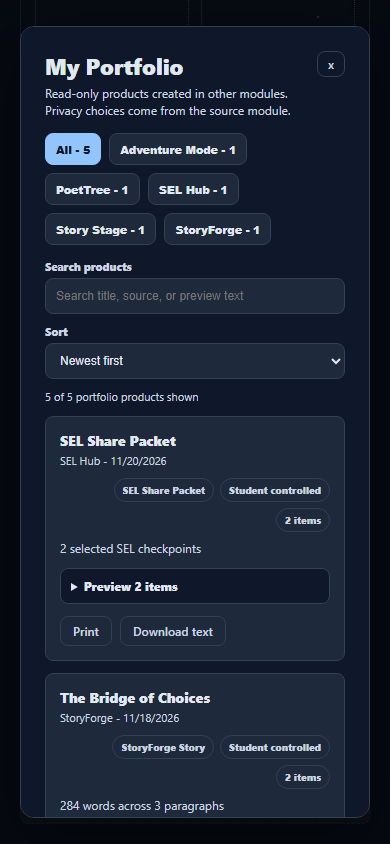 My Portfolio
x
Read-only products created in other modules.
Privacy choices come from the source module.
All - 5
Adventure Mode - 1
PoetTree - 1
SEL Hub - 1
Story Stage - 1
StoryForge - 1
Search products
Search title, source, or preview text
Sort
Newest first
5 of 5 portfolio products shown
SEL Share Packet
SEL Hub - 11/20/2026
SEL Share Packet
Student controlled
2 items
2 selected SEL checkpoints
Preview 2 items
Print
Download text
The Bridge of Choices
StoryForge - 11/18/2026
StoryForge Story
Student controlled
2 items
284 words across 3 paragraphs